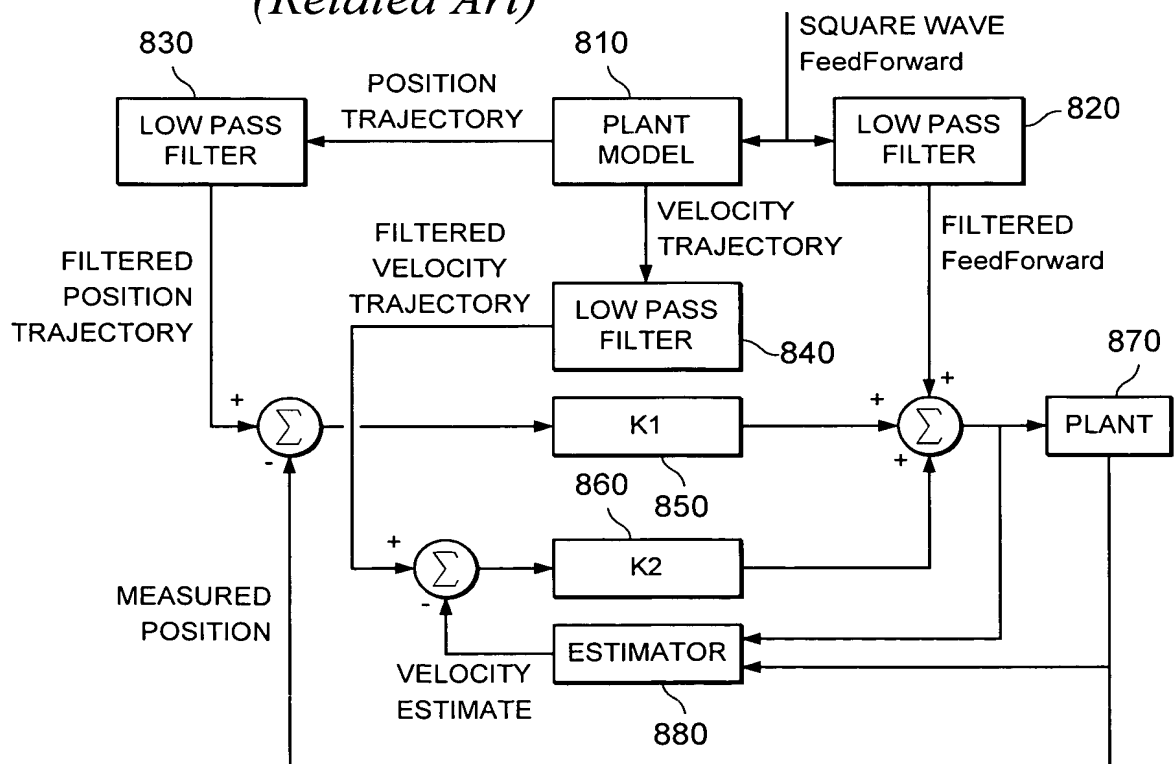 (Related Art)
830
810
SQUARE WAVE
FeedForward
POSITION
TRAJECTORY
820
LOW PASS
FILTER
PLANT
MODEL
LOW PASS
FILTER
VELOCITY
TRAJECTORY
FILTERED
FeedForward
FILTERED
VELOCITY
TRAJECTORY
FILTERED
POSITION
TRAJECTORY
LOW PASS
FILTER
840
870
+
+
+
Σ
K1
Σ
PLANT
-
+
860
850
+
Σ
K2
-
MEASURED
POSITION
ESTIMATOR
VELOCITY
ESTIMATE
880